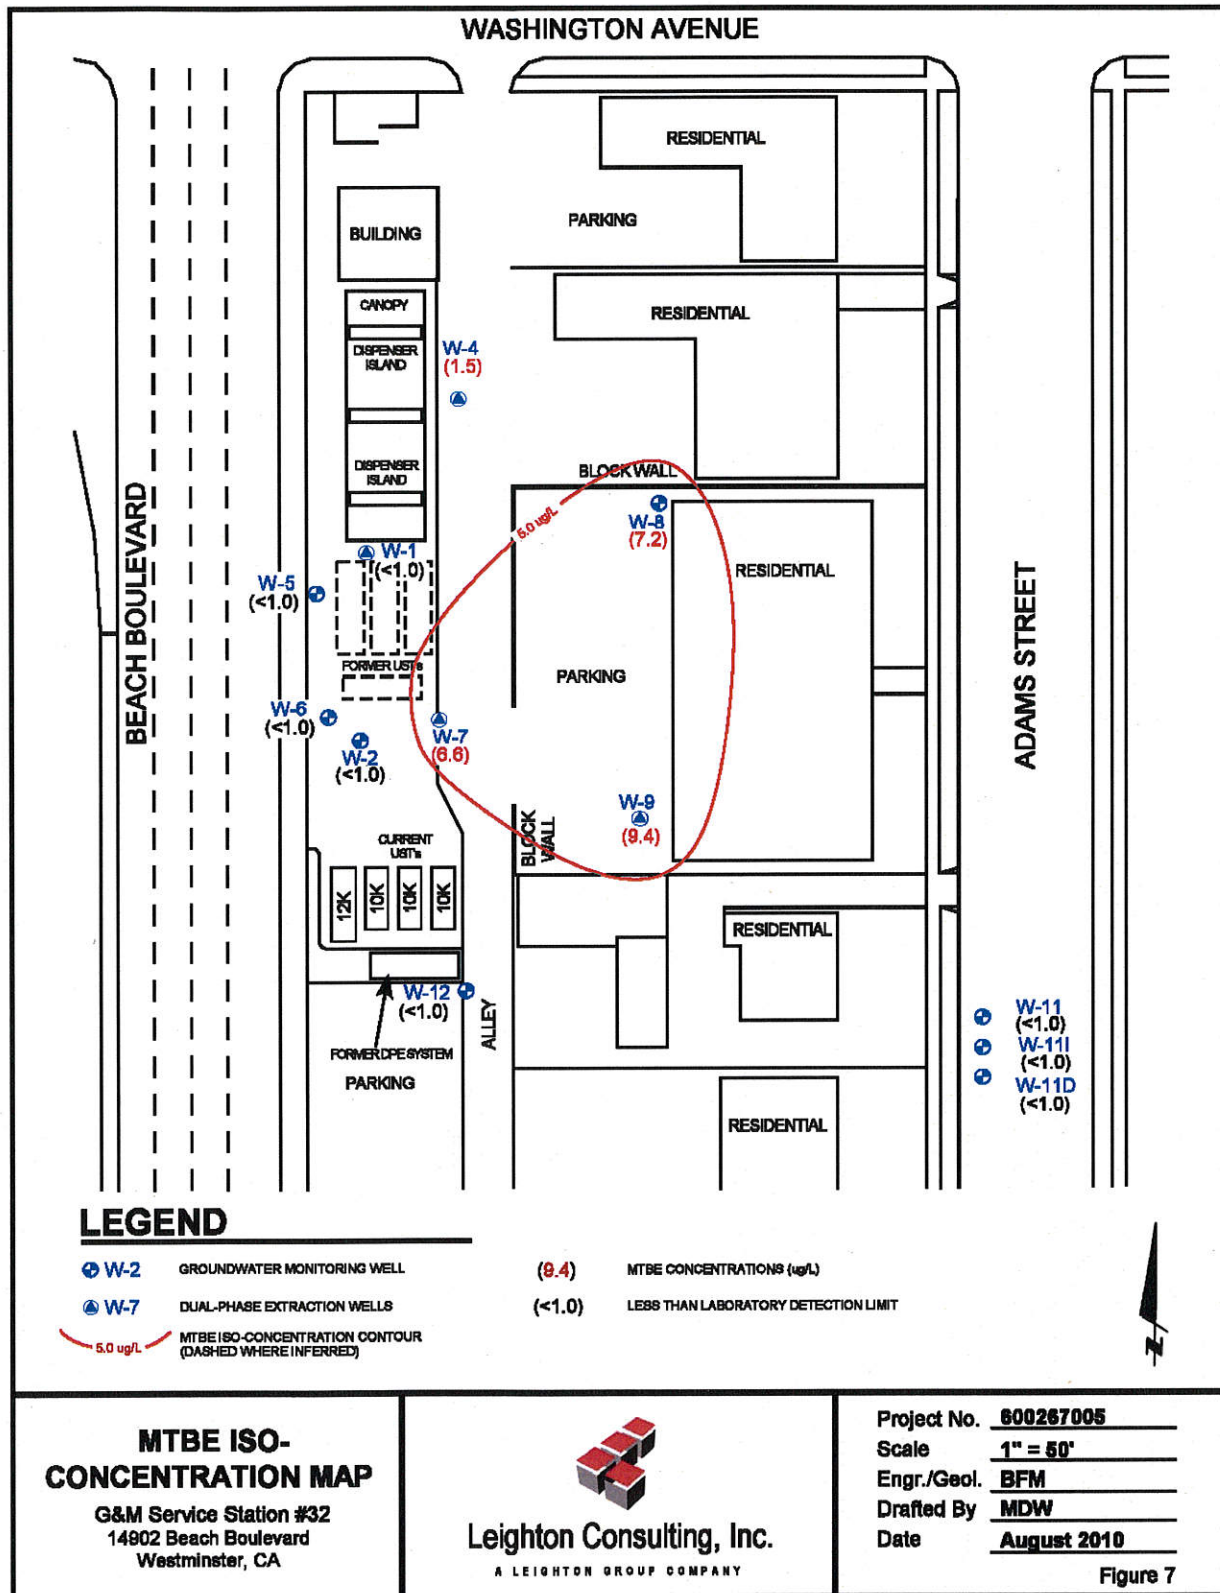 WASHINGTON AVENUE
RESIDENTIAL
PARKING
BUILDING
CANOPY
RESIDENTIAL
DISPENSER
ISLAND
W-4
(1.5)
DISPENSER
ISLAND
BLOCK WALL
5.0 ug/L
W-8
(7.2)
BEACH BOULEVARD
W-1
(<1.0)
W-5
(<1.0)
RESIDENTIAL
ADAMS STREET
FORMER UST's
PARKING
W-6
(<1.0)
W-7
(6.6)
W-2
(<1.0)
W-9
(9.4)
BLOCK
WALL
CURRENT
UST's
12K
10K
10K
10K
RESIDENTIAL
W-12
(<1.0)
ALLEY
FORMER DPE SYSTEM
PARKING
W-11
(<1.0)
W-11I
(<1.0)
W-11D
(<1.0)
RESIDENTIAL
LEGEND
W-2 GROUNDWATER MONITORING WELL
(9.4) MTBE CONCENTRATIONS (ug/L)
W-7 DUAL-PHASE EXTRACTION WELLS
(<1.0) LESS THAN LABORATORY DETECTION LIMIT
5.0 ug/L MTBE ISO-CONCENTRATION CONTOUR
(DASHED WHERE INFERRED)
N
MTBE ISO-
CONCENTRATION MAP
G&M Service Station #32
14902 Beach Boulevard
Westminster, CA
Leighton Consulting, Inc.
A LEIGHTON GROUP COMPANY
Project No. 600267005
Scale 1" = 50'
Engr./Geol. BFM
Drafted By MDW
Date August 2010
Figure 7